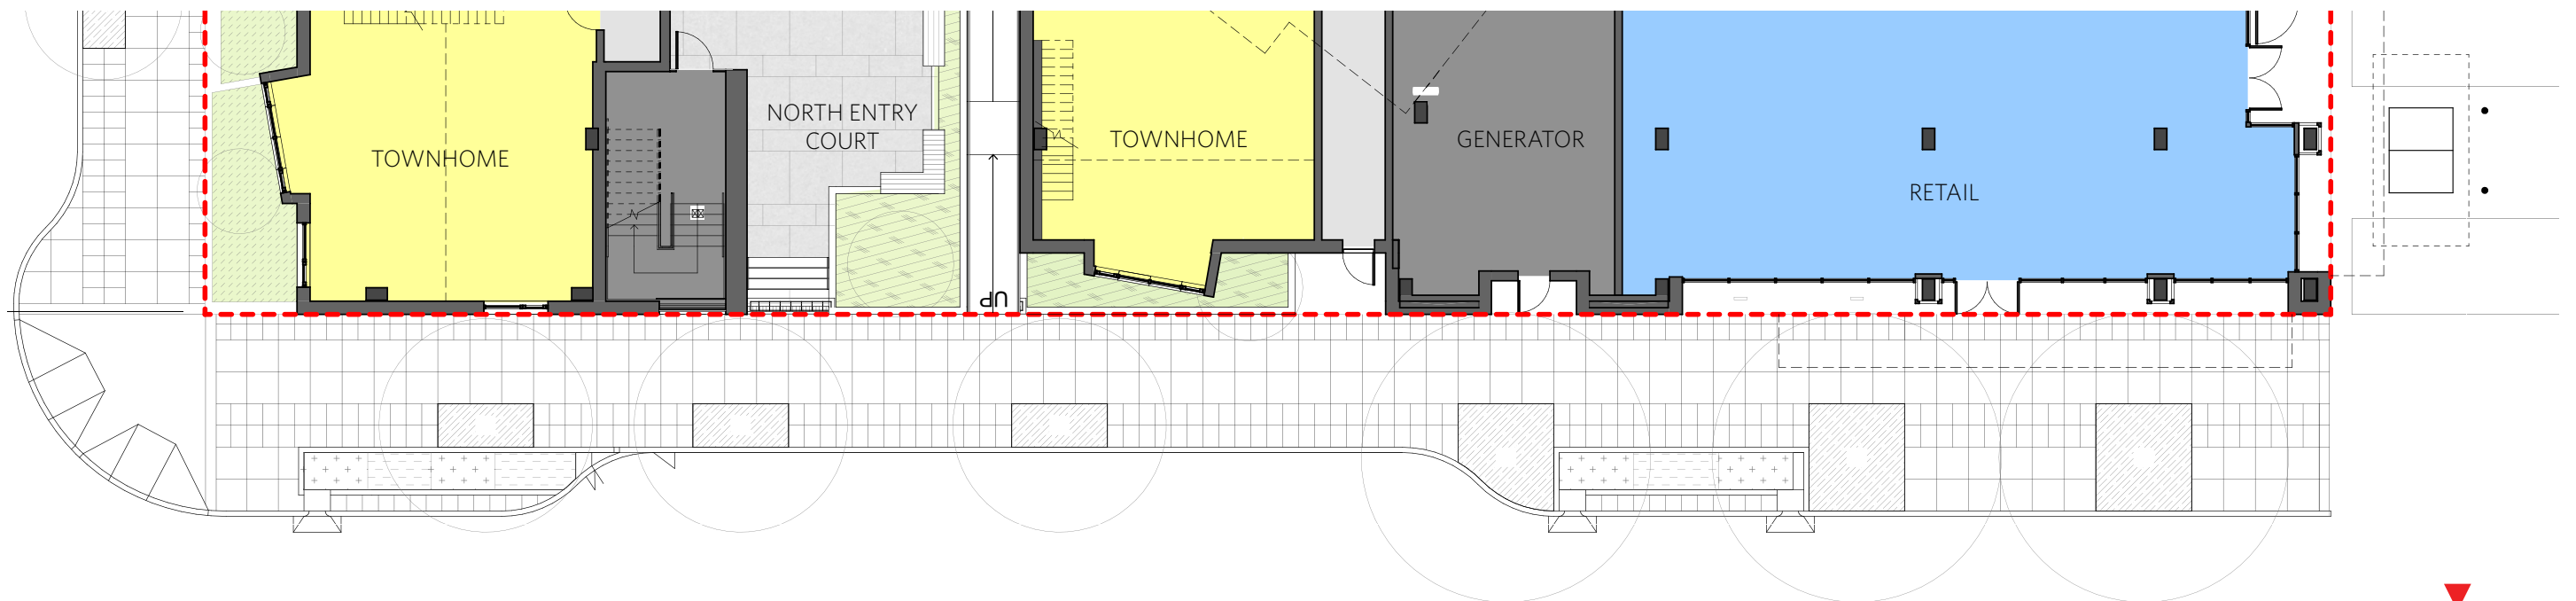 NORTH ENTRY
COURT
TOWNHOME
TOWNHOME
GENERATOR
RETAIL
UP